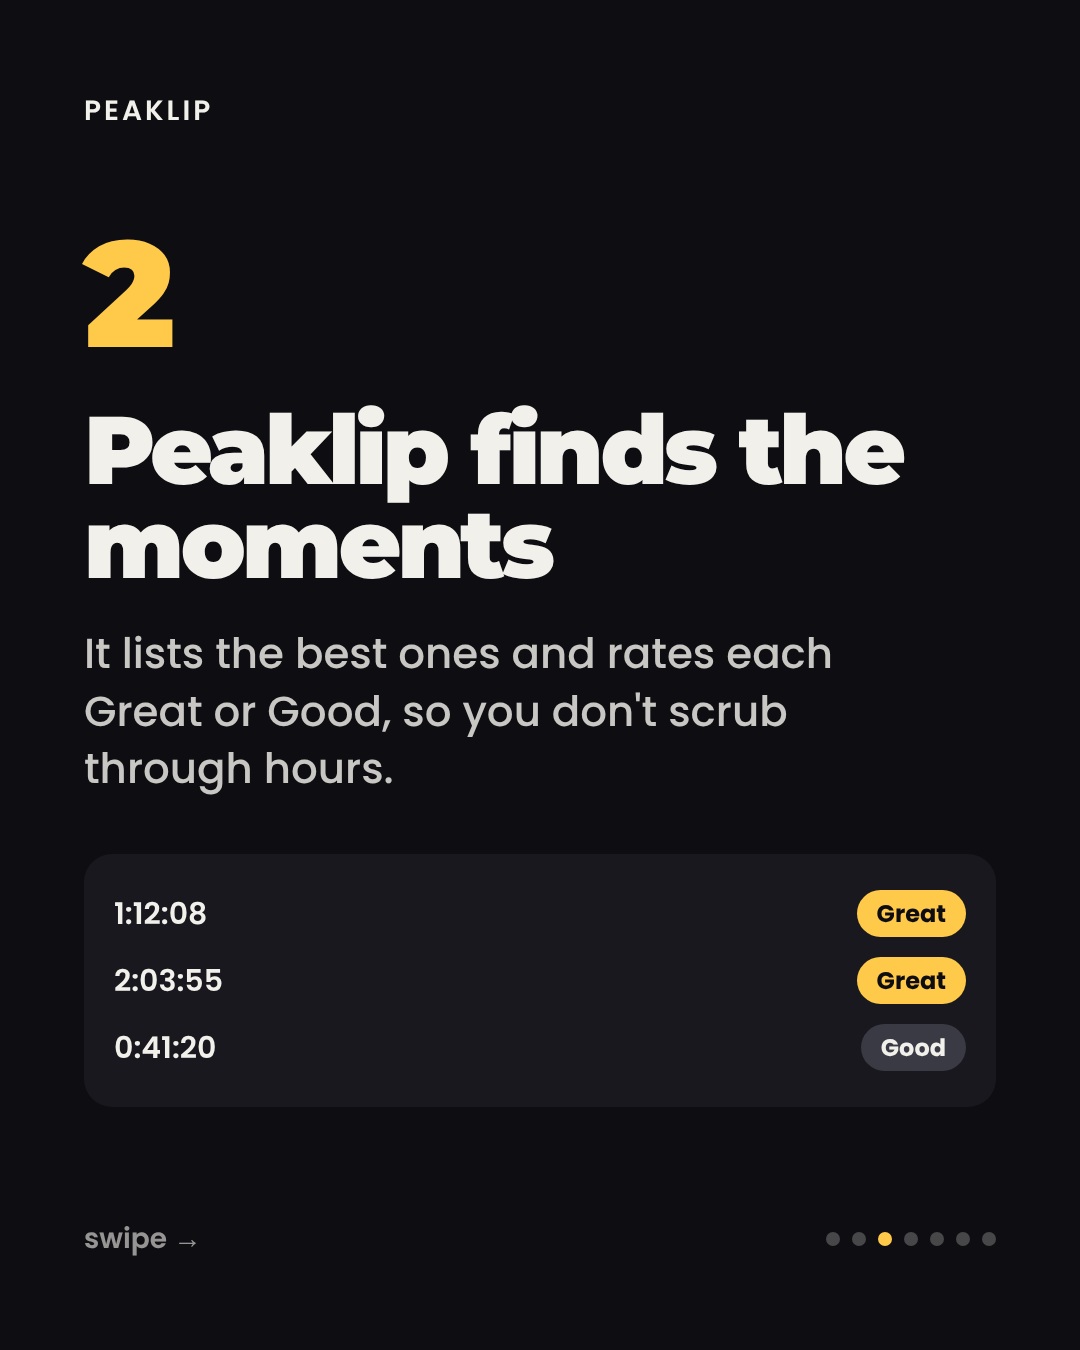 PEAKLIP
2
Peaklip finds the
moments
It lists the best ones and rates each
Great or Good, so you don't scrub
through hours.
1:12:08 Great
2:03:55 Great
0:41:20 Good
swipe →